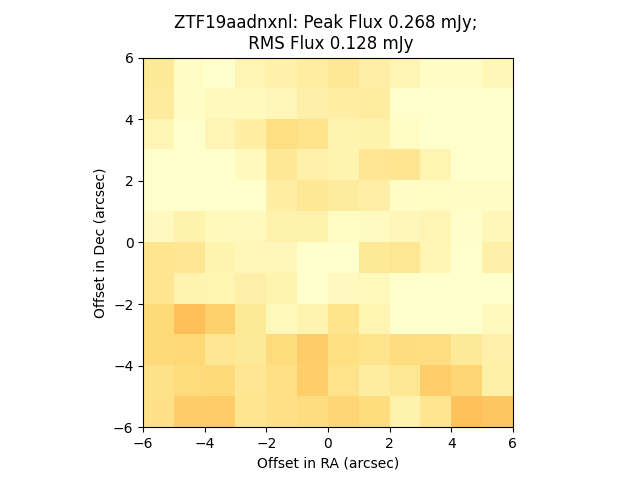 ZTF19aadnxnl: Peak Flux 0.268 mJy;
RMS Flux 0.128 mJy
6
4
2
0
−2
−4
−6
Offset in Dec (arcsec)
−6 −4 −2 0 2 4 6
Offset in RA (arcsec)